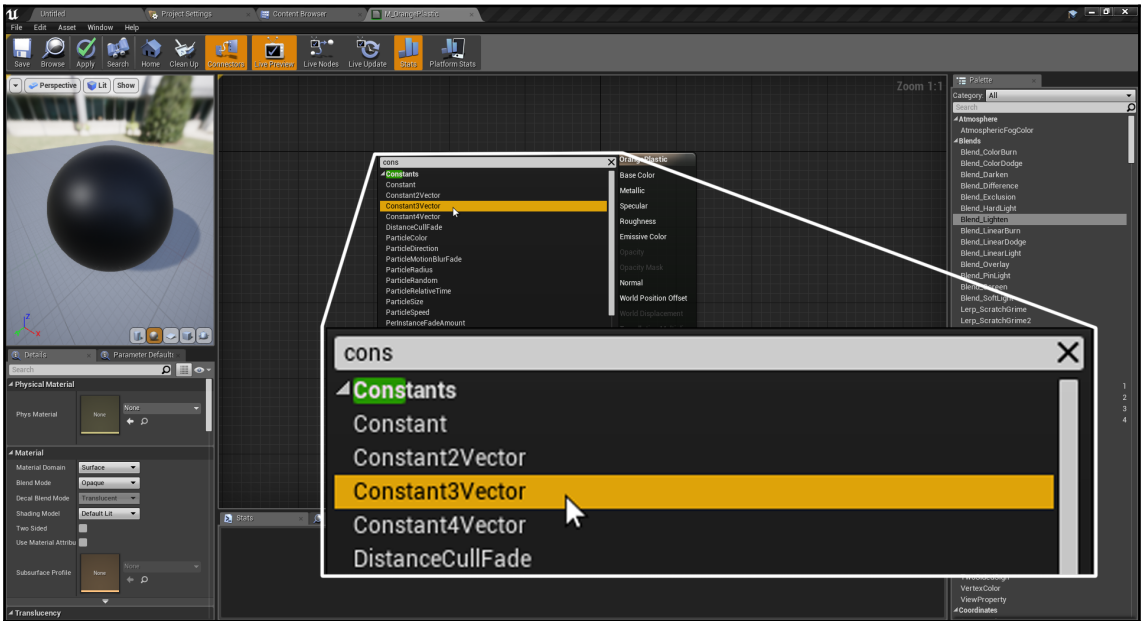 Untitled
Project Settings
Content Browser
M_OrangePlastic
File Edit Asset Window Help
Save Browse Apply Search Home Clean Up Connectors Live Preview Live Nodes Live Update Stats Platform Stats
Perspective Lit Show
Zoom 1:1
Palette
Category: All
Search
Atmosphere
AtmosphericFogColor
Blends
Blend_ColorBurn
Blend_ColorDodge
Blend_Darken
Blend_Difference
Blend_Exclusion
Blend_HardLight
Blend_Lighten
Blend_LinearBurn
Blend_LinearDodge
Blend_LinearLight
Blend_Overlay
Blend_PinLight
Blend_Screen
Blend_SoftLight
Lerp_ScratchGrime
Lerp_ScratchGrime2
1
2
3
4
VertexColor
ViewProperty
Coordinates
cons
Constants
Constant
Constant2Vector
Constant3Vector
Constant4Vector
DistanceCullFade
ParticleColor
ParticleDirection
ParticleMotionBlurFade
ParticleRadius
ParticleRandom
ParticleRelativeTime
ParticleSize
ParticleSpeed
PerInstanceFadeAmount
OrangePlastic
Base Color
Metallic
Specular
Roughness
Emissive Color
Opacity
Opacity Mask
Normal
World Position Offset
World Displacement
cons
Constants
Constant
Constant2Vector
Constant3Vector
Constant4Vector
DistanceCullFade
Z
X
Details
Parameter Defaults
Search
Physical Material
Phys Material None None
Material
Material Domain Surface
Blend Mode Opaque
Decal Blend Mode Translucent
Shading Model Default Lit
Two Sided
Use Material Attribu
Subsurface Profile None None
Translucency
Stats